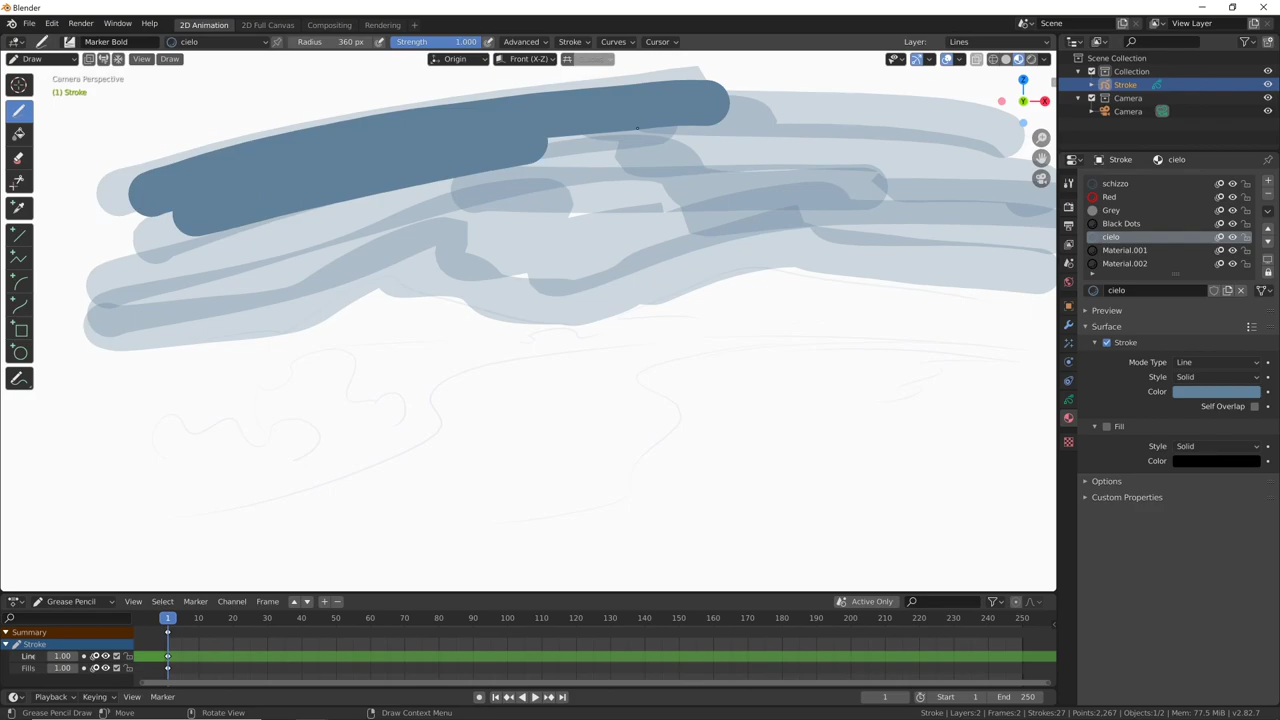 Blender
File Edit Render Window Help 2D Animation 2D Full Canvas Compositing Rendering + Scene View Layer
Marker Bold cielo Radius 360 px Strength 1.000 Advanced Stroke Curves Cursor Layer: Lines
Draw View Draw Origin Front (X-Z)
Camera Perspective
(1) Stroke
Z
Y
X
Scene Collection
Collection
Stroke
Camera
Camera
Stroke cielo
schizzo
Red
Grey
Black Dots
cielo
Material.001
Material.002
cielo
Preview
Surface
Stroke
Mode Type Line
Style Solid
Color
Self Overlap
Fill
Style Solid
Color
Options
Custom Properties
Grease Pencil View Select Marker Channel Frame Active Only
1 10 20 30 40 50 60 70 80 90 100 110 120 130 140 150 160 170 180 190 200 210 220 230 240 250
Summary
Stroke
Line 1.00
Fills 1.00
Playback Keying View Marker 1 Start 1 End 250
Grease Pencil Draw Move Rotate View Draw Context Menu Stroke | Layers:2 | Frames:2 | Strokes:27 | Points:2,267 | Objects:1/2 | Mem: 77.5 MiB | v2.82.7